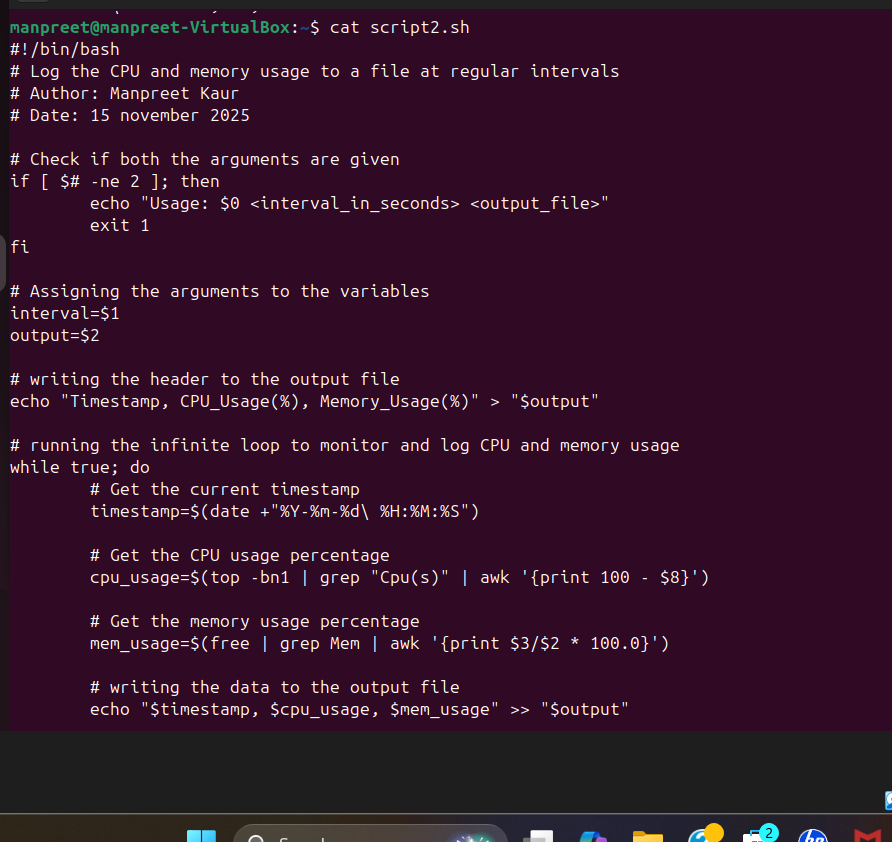 manpreet@manpreet-VirtualBox:~$ cat script2.sh
#!/bin/bash
# Log the CPU and memory usage to a file at regular intervals
# Author: Manpreet Kaur
# Date: 15 november 2025
# Check if both the arguments are given
if [ $# -ne 2 ]; then
        echo "Usage: $0 <interval_in_seconds> <output_file>"
        exit 1
fi
# Assigning the arguments to the variables
interval=$1
output=$2
# writing the header to the output file
echo "Timestamp, CPU_Usage(%), Memory_Usage(%)" > "$output"
# running the infinite loop to monitor and log CPU and memory usage
while true; do
        # Get the current timestamp
        timestamp=$(date +"%Y-%m-%d\ %H:%M:%S")
        # Get the CPU usage percentage
        cpu_usage=$(top -bn1 | grep "Cpu(s)" | awk '{print 100 - $8}')
        # Get the memory usage percentage
        mem_usage=$(free | grep Mem | awk '{print $3/$2 * 100.0}')
        # writing the data to the output file
        echo "$timestamp, $cpu_usage, $mem_usage" >> "$output"
2
hp